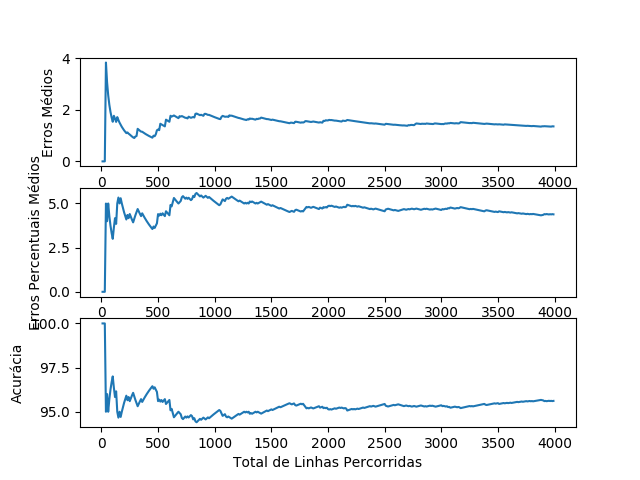 Erros Médios
4
2
0
0 500 1000 1500 2000 2500 3000 3500 4000
Erros Percentuais Médios
5.0
2.5
0.0
0 500 1000 1500 2000 2500 3000 3500 4000
Acurácia
100.0
97.5
95.0
0 500 1000 1500 2000 2500 3000 3500 4000
Total de Linhas Percorridas